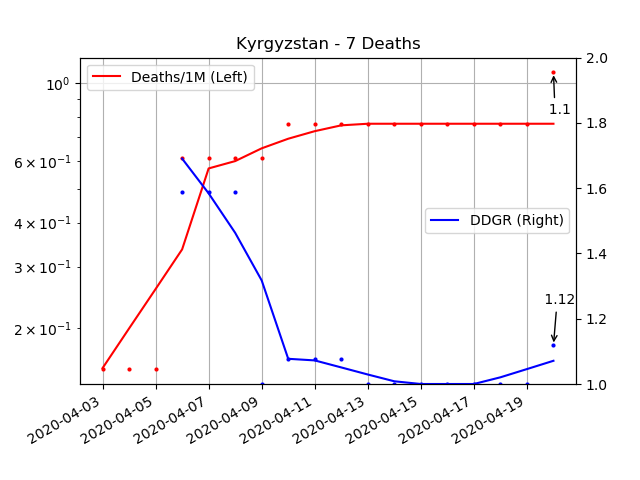 Kyrgyzstan - 7 Deaths
Deaths/1M (Left)
DDGR (Right)
1.1
1.12
10⁰
6 × 10⁻¹
4 × 10⁻¹
3 × 10⁻¹
2 × 10⁻¹
2.0
1.8
1.6
1.4
1.2
1.0
2020-04-03
2020-04-05
2020-04-07
2020-04-09
2020-04-11
2020-04-13
2020-04-15
2020-04-17
2020-04-19